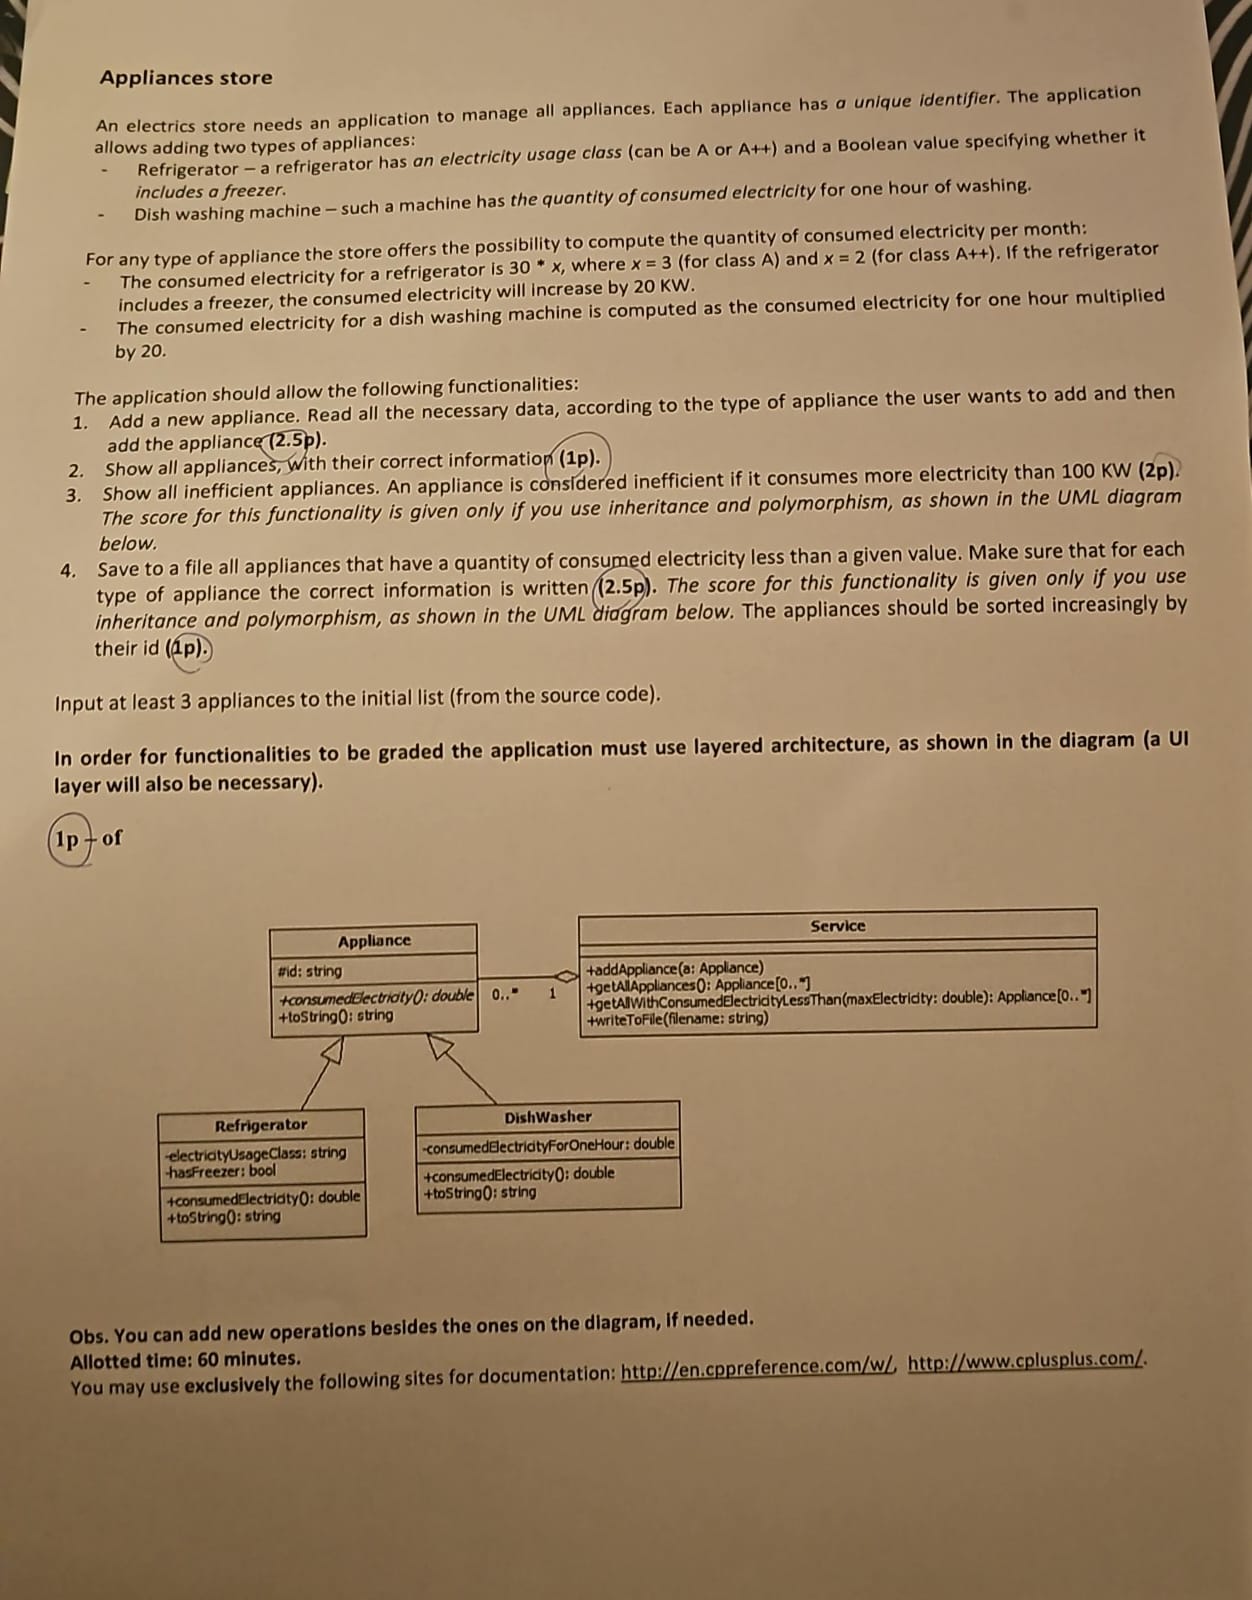 Appliances store
An electrics store needs an application to manage all appliances. Each appliance has a unique identifier. The application
allows adding two types of appliances:
- Refrigerator – a refrigerator has an electricity usage class (can be A or A++) and a Boolean value specifying whether it
includes a freezer.
- Dish washing machine – such a machine has the quantity of consumed electricity for one hour of washing.
For any type of appliance the store offers the possibility to compute the quantity of consumed electricity per month:
- The consumed electricity for a refrigerator is 30 * x, where x = 3 (for class A) and x = 2 (for class A++). If the refrigerator
includes a freezer, the consumed electricity will increase by 20 KW.
- The consumed electricity for a dish washing machine is computed as the consumed electricity for one hour multiplied
by 20.
The application should allow the following functionalities:
1. Add a new appliance. Read all the necessary data, according to the type of appliance the user wants to add and then
add the appliance (2.5p).
2. Show all appliances, with their correct information (1p).
3. Show all inefficient appliances. An appliance is considered inefficient if it consumes more electricity than 100 KW (2p).
The score for this functionality is given only if you use inheritance and polymorphism, as shown in the UML diagram
below.
4. Save to a file all appliances that have a quantity of consumed electricity less than a given value. Make sure that for each
type of appliance the correct information is written (2.5p). The score for this functionality is given only if you use
inheritance and polymorphism, as shown in the UML diagram below. The appliances should be sorted increasingly by
their id (1p).
Input at least 3 appliances to the initial list (from the source code).
In order for functionalities to be graded the application must use layered architecture, as shown in the diagram (a UI
layer will also be necessary).
1p - of
Appliance
#id: string
+consumedElectricity(): double
+toString(): string
0..*
1
Service
+addAppliance(a: Appliance)
+getAllAppliances(): Appliance[0..*]
+getAllWithConsumedElectricityLessThan(maxElectricity: double): Appliance[0..*]
+writeToFile(filename: string)
Refrigerator
-electricityUsageClass: string
-hasFreezer: bool
+consumedElectricity(): double
+toString(): string
DishWasher
-consumedElectricityForOneHour: double
+consumedElectricity(): double
+toString(): string
Obs. You can add new operations besides the ones on the diagram, if needed.
Allotted time: 60 minutes.
You may use exclusively the following sites for documentation: http://en.cppreference.com/w/, http://www.cplusplus.com/.